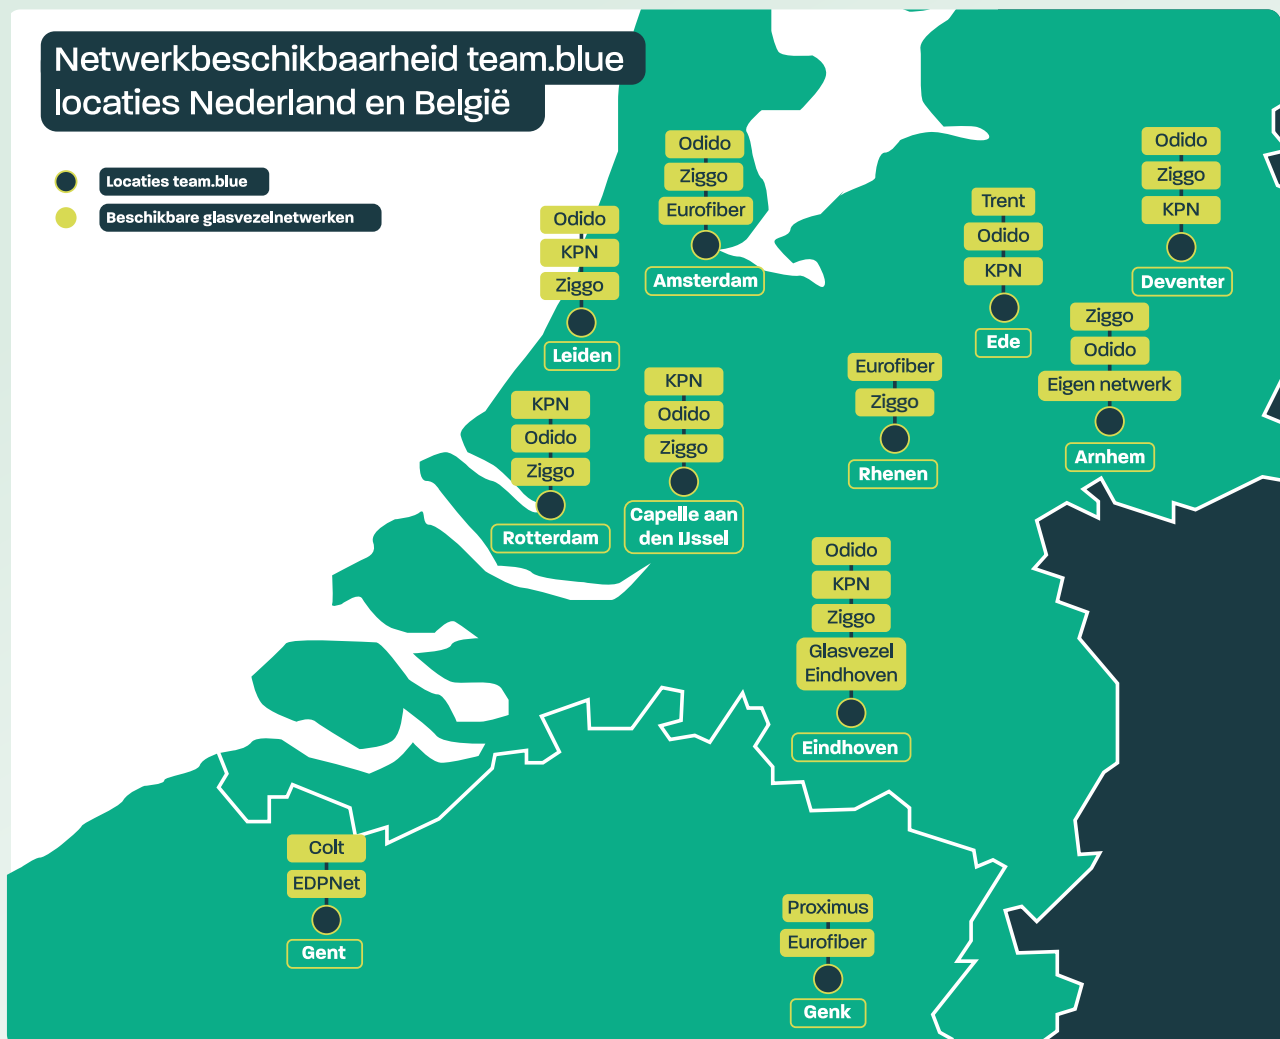 Netwerkbeschikbaarheid team.blue
locaties Nederland en België
Locaties team.blue
Beschikbare glasvezelnetwerken
Odido
Ziggo
Eurofiber
Amsterdam
Odido
KPN
Ziggo
Leiden
Trent
Odido
KPN
Ede
Odido
Ziggo
KPN
Deventer
Ziggo
Odido
Eigen netwerk
Arnhem
Eurofiber
Ziggo
Rhenen
KPN
Odido
Ziggo
Capelle aan
den IJssel
KPN
Odido
Ziggo
Rotterdam
Odido
KPN
Ziggo
Glasvezel
Eindhoven
Eindhoven
Colt
EDPNet
Gent
Proximus
Eurofiber
Genk